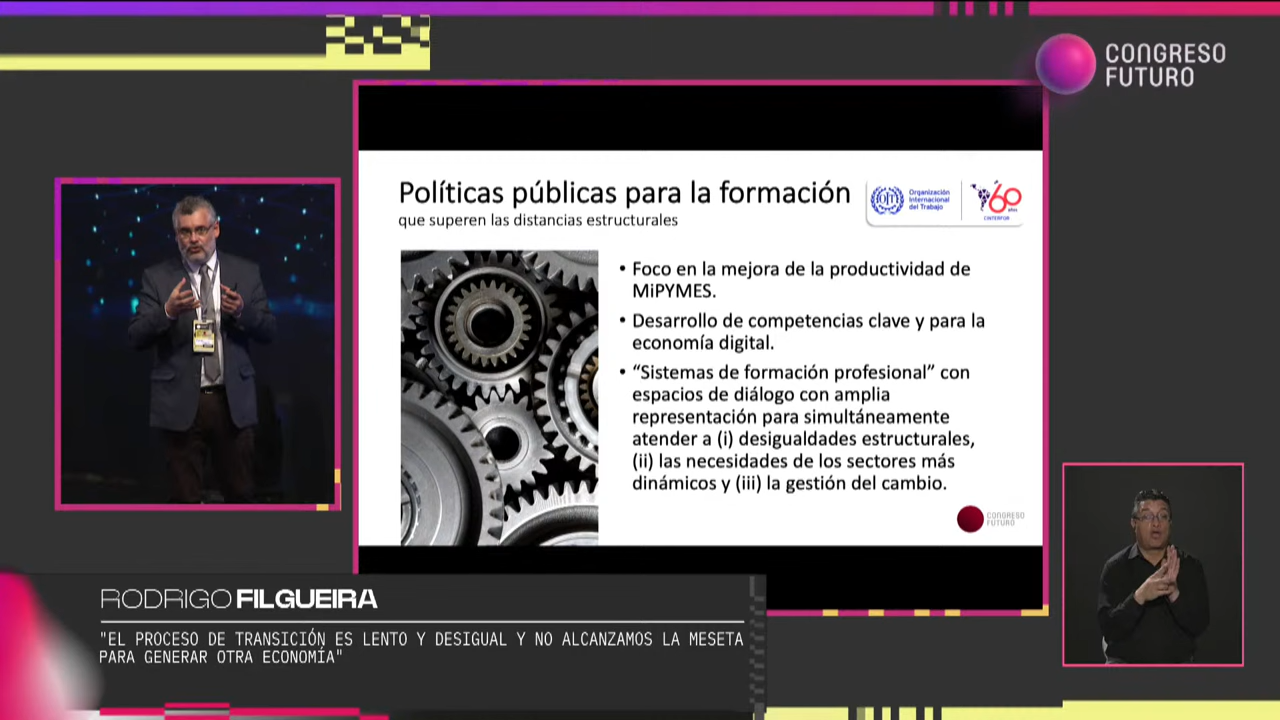 CONGRESO
FUTURO
Políticas públicas para la formación
que superen las distancias estructurales
OIT
Organización
Internacional
del Trabajo
60
años
CINTERFOR
• Foco en la mejora de la productividad de
MiPYMES.
• Desarrollo de competencias clave y para la
economía digital.
• “Sistemas de formación profesional” con
espacios de diálogo con amplia
representación para simultáneamente
atender a (i) desigualdades estructurales,
(ii) las necesidades de los sectores más
dinámicos y (iii) la gestión del cambio.
CONGRESO
FUTURO
RODRIGO FILGUEIRA
"EL PROCESO DE TRANSICIÓN ES LENTO Y DESIGUAL Y NO ALCANZAMOS LA MESETA
PARA GENERAR OTRA ECONOMÍA"